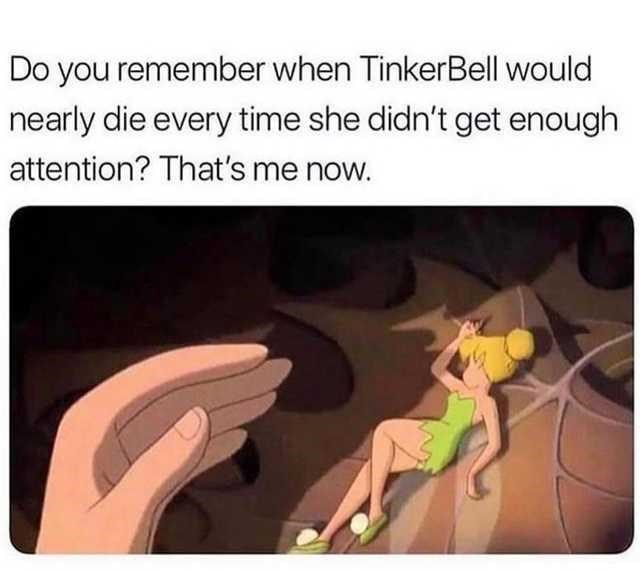 Do you remember when TinkerBell would
nearly die every time she didn't get enough
attention? That's me now.